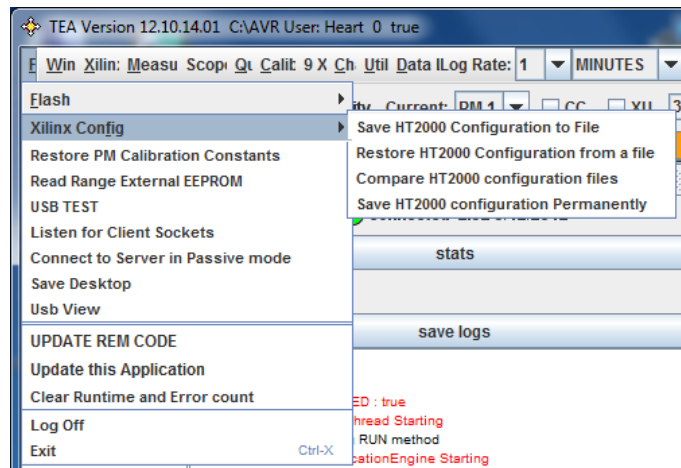 TEA Version 12.10.14.01 C:\AVR User: Heart 0 true
F Win Xilin: Measu Scop Qu Calib 9 X Ch Util Data lLog Rate: 1 MINUTES
Flash
ity Current: PM 1 CC XU 3
Xilinx Config
Save HT2000 Configuration to File
Restore PM Calibration Constants
Restore HT2000 Configuration from a file
Read Range External EEPROM
Compare HT2000 configuration files
USB TEST
Save HT2000 configuration Permanently
Listen for Client Sockets
Connect to Server in Passive mode
stats
Save Desktop
Usb View
UPDATE REM CODE
save logs
Update this Application
Clear Runtime and Error count
ED : true
Log Off
hread Starting
RUN method
Exit Ctrl-X
cationEngine Starting